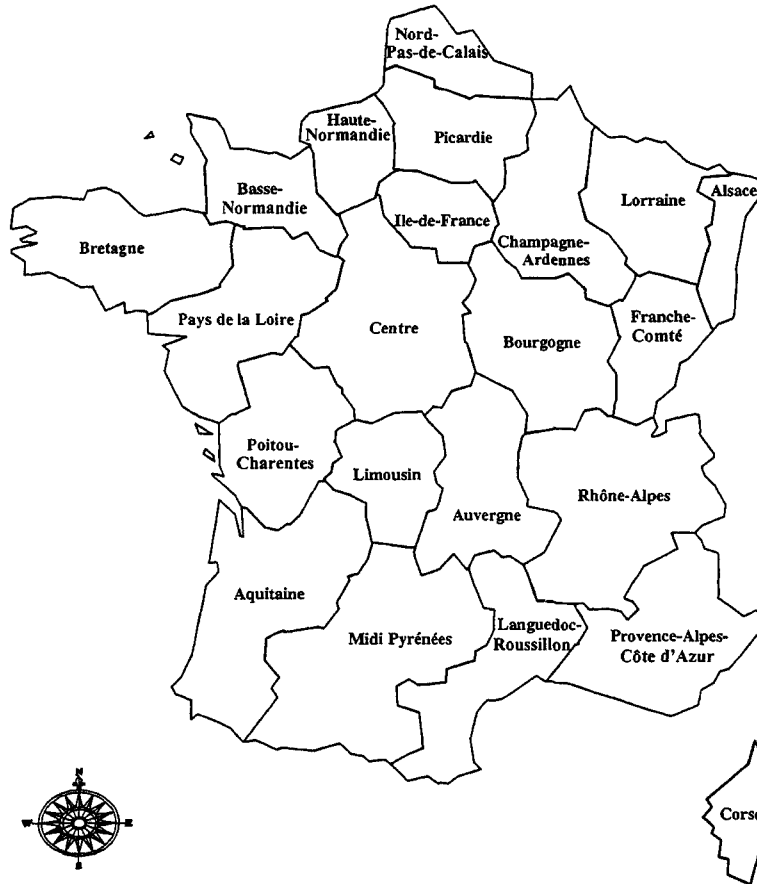 Nord-
Pas-de-Calais
Haute-
Normandie
Picardie
Basse-
Normandie
Ile-de-France
Lorraine
Alsace
Champagne-
Ardennes
Bretagne
Pays de la Loire
Centre
Bourgogne
Franche-
Comté
Poitou-
Charentes
Limousin
Auvergne
Rhône-Alpes
Aquitaine
Midi Pyrénées
Languedoc-
Roussillon
Provence-Alpes-
Côte d'Azur
N
W
E
S
Cors